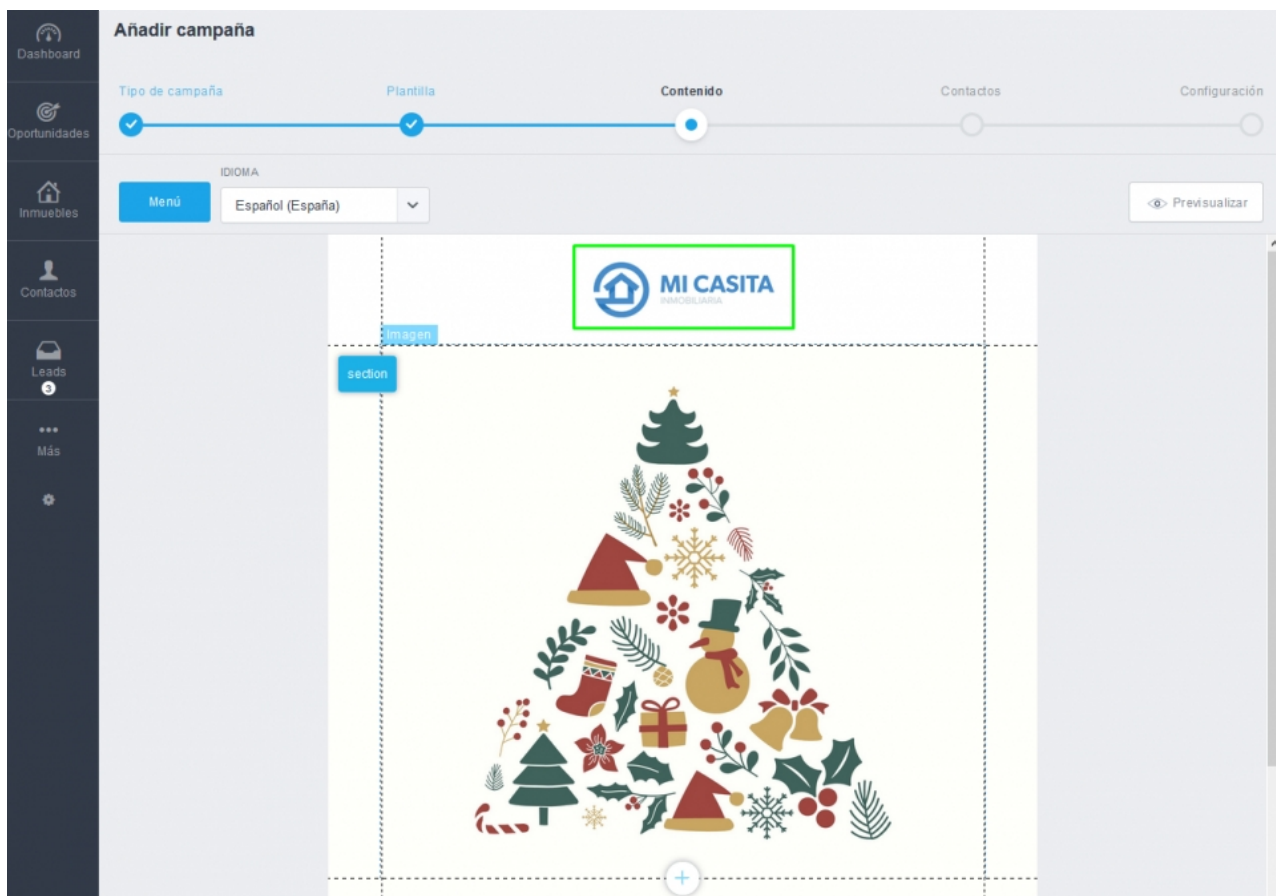 Dashboard
Oportunidades
Inmuebles
Contactos
Leads
3
Más
Añadir campaña
Tipo de campaña
Plantilla
Contenido
Contactos
Configuración
Menú
IDIOMA
Español (España)
Previsualizar
MI CASITA
INMOBILIARIA
Imagen
section